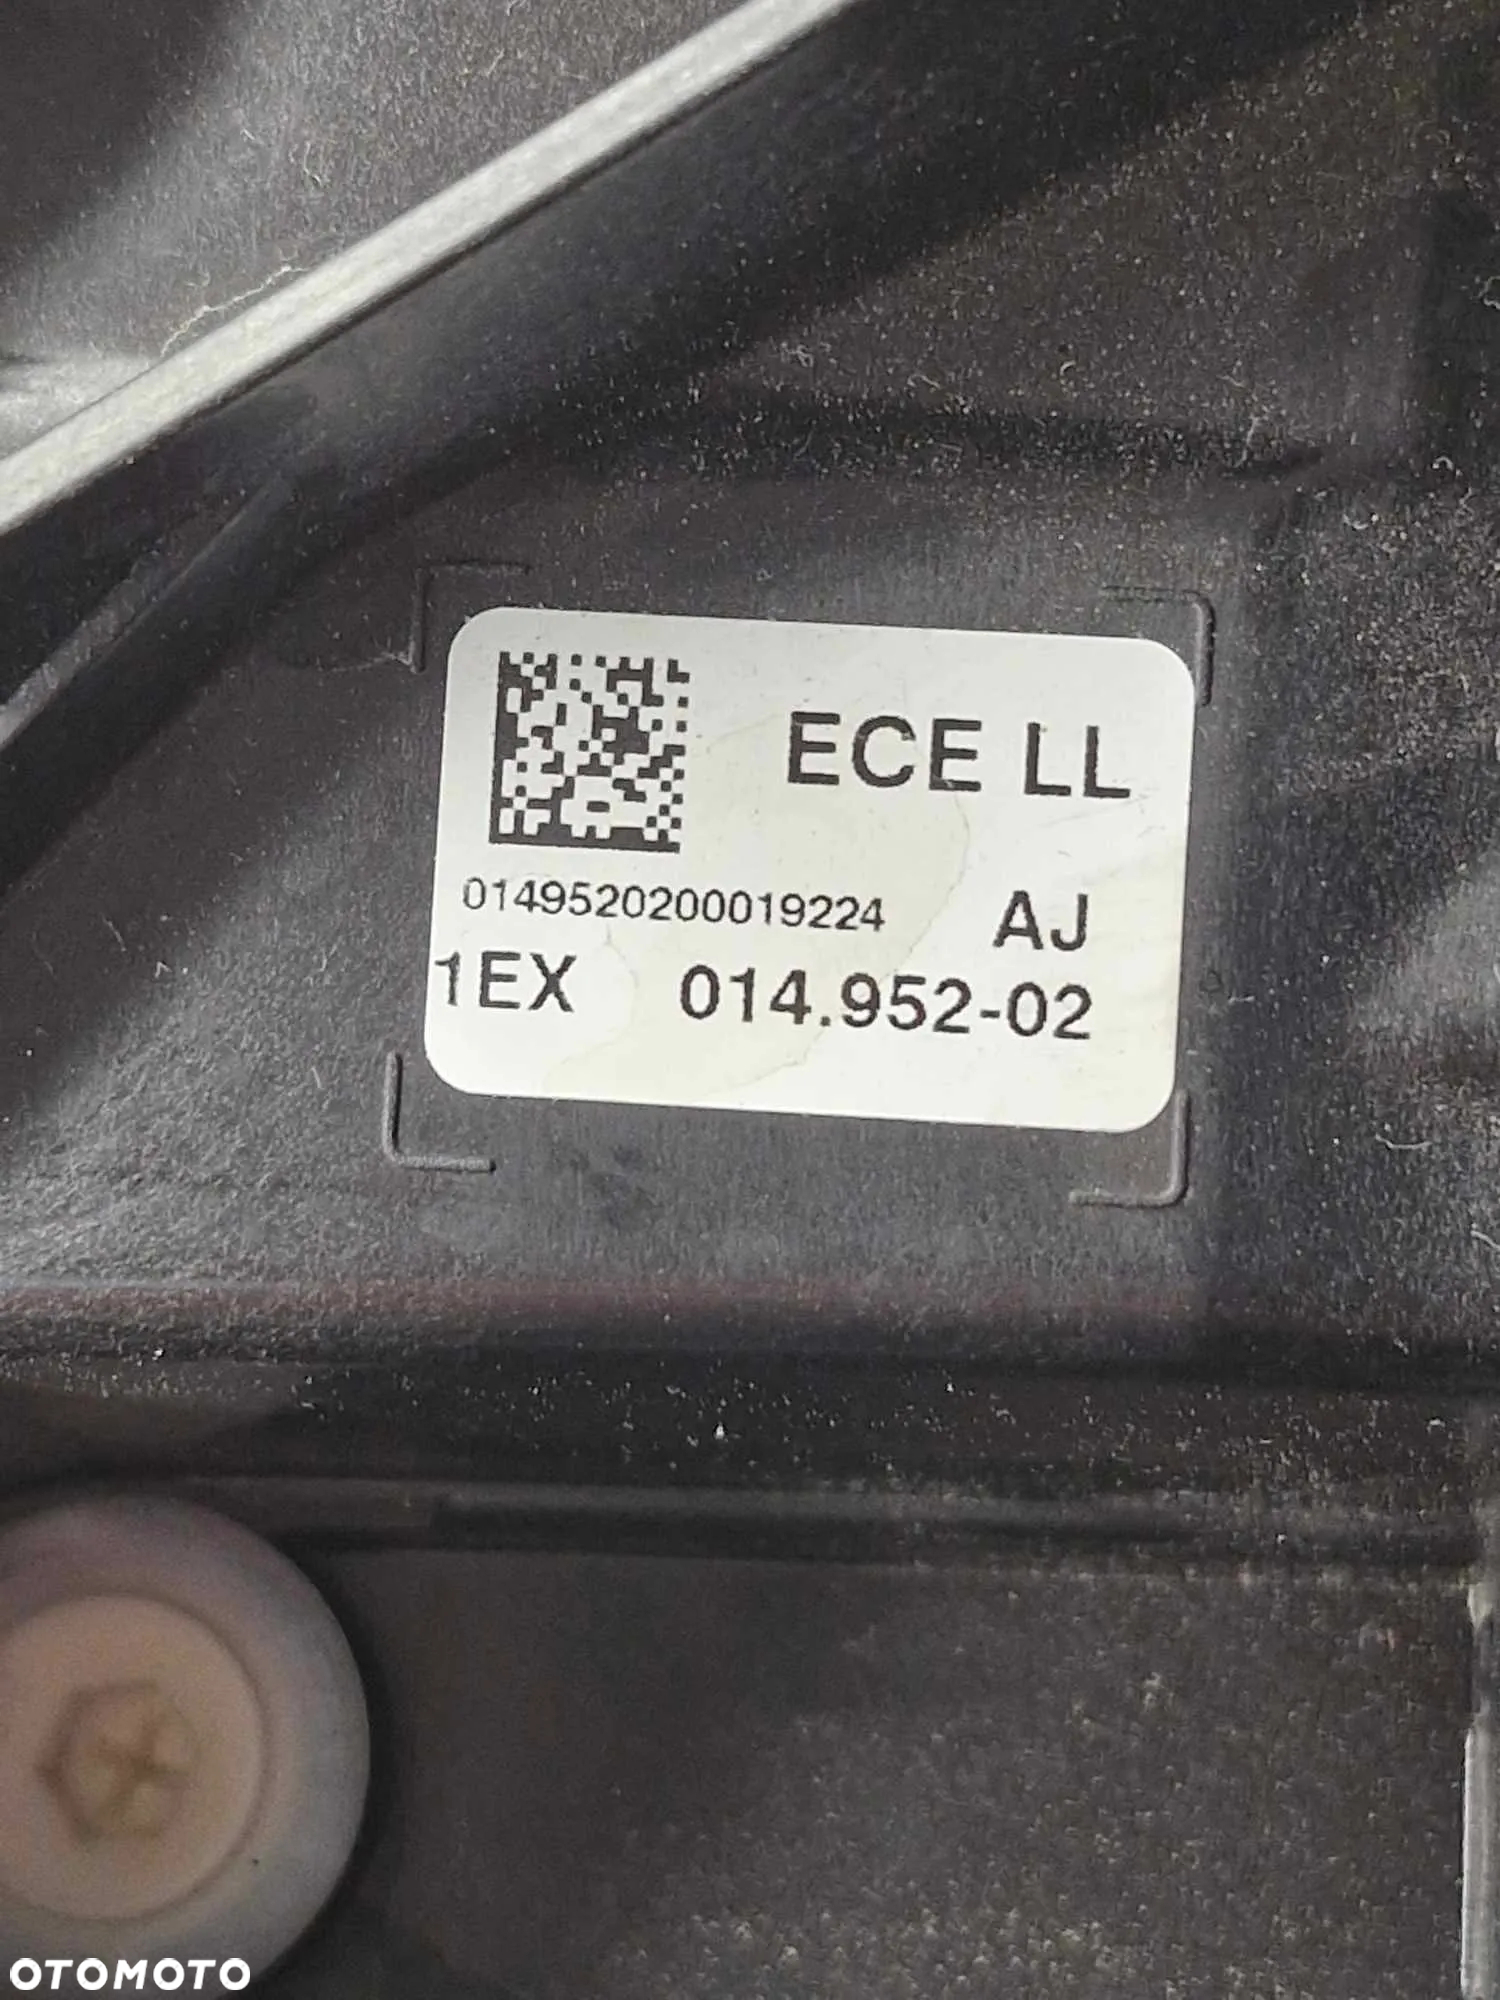 ECE LL
0149520200019224 AJ
1EX 014.952-02
OTOMOTO